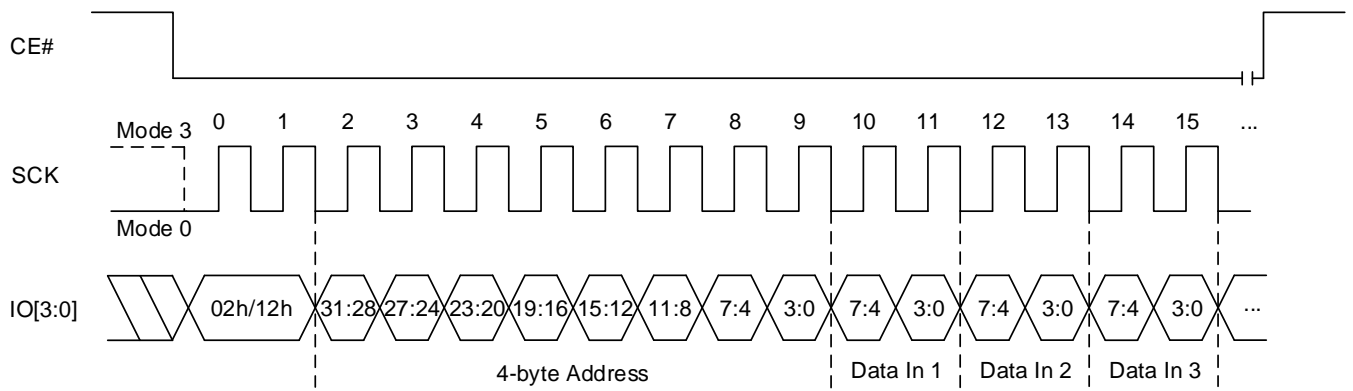 CE#
Mode 3 0 1 2 3 4 5 6 7 8 9 10 11 12 13 14 15 ...
SCK
Mode 0
IO[3:0] 02h/12h 31:28 27:24 23:20 19:16 15:12 11:8 7:4 3:0 7:4 3:0 7:4 3:0 7:4 3:0 ...
4-byte Address Data In 1 Data In 2 Data In 3